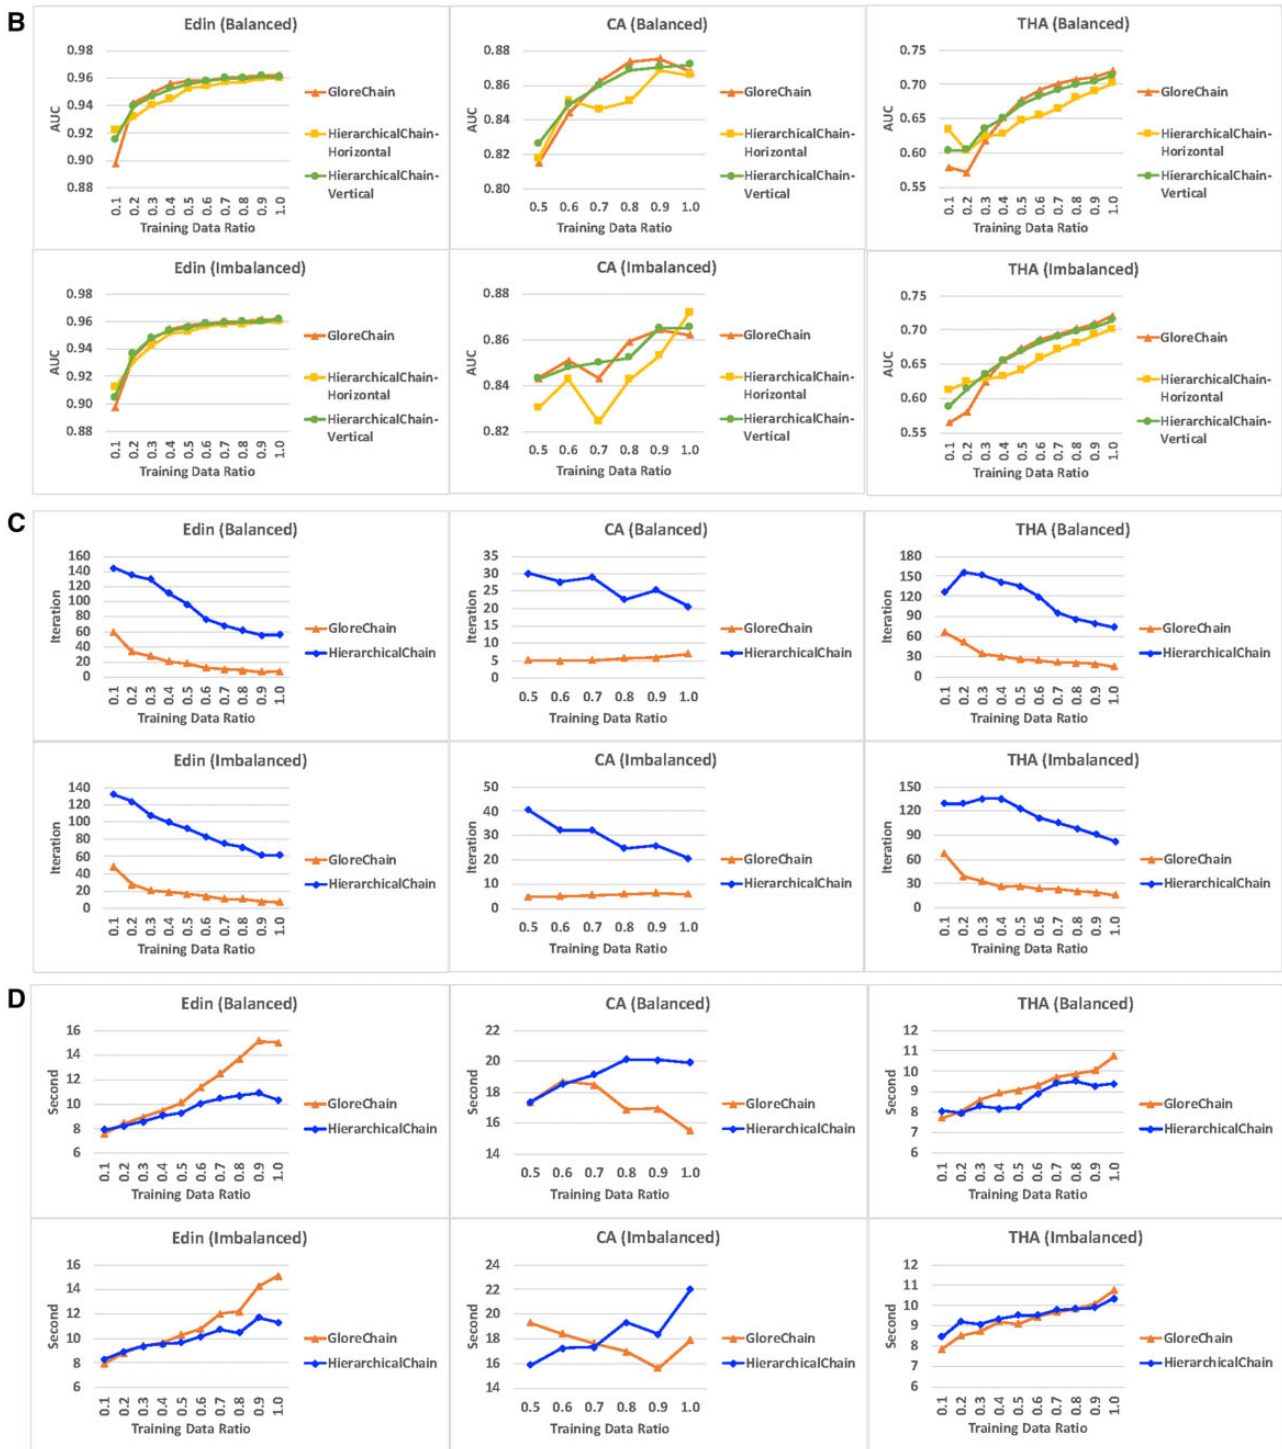 B
Edin (Balanced)
0.98
0.96
0.94
0.92
0.90
0.88
AUC
0.1 0.2 0.3 0.4 0.5 0.6 0.7 0.8 0.9 1.0
Training Data Ratio
GloreChain
HierarchicalChain-
Horizontal
HierarchicalChain-
Vertical
CA (Balanced)
0.88
0.86
0.84
0.82
0.80
AUC
0.5 0.6 0.7 0.8 0.9 1.0
Training Data Ratio
GloreChain
HierarchicalChain-
Horizontal
HierarchicalChain-
Vertical
THA (Balanced)
0.75
0.70
0.65
0.60
0.55
AUC
0.1 0.2 0.3 0.4 0.5 0.6 0.7 0.8 0.9 1.0
Training Data Ratio
GloreChain
HierarchicalChain-
Horizontal
HierarchicalChain-
Vertical
Edin (Imbalanced)
0.98
0.96
0.94
0.92
0.90
0.88
AUC
0.1 0.2 0.3 0.4 0.5 0.6 0.7 0.8 0.9 1.0
Training Data Ratio
GloreChain
HierarchicalChain-
Horizontal
HierarchicalChain-
Vertical
CA (Imbalanced)
0.88
0.86
0.84
0.82
AUC
0.5 0.6 0.7 0.8 0.9 1.0
Training Data Ratio
GloreChain
HierarchicalChain-
Horizontal
HierarchicalChain-
Vertical
THA (Imbalanced)
0.75
0.70
0.65
0.60
0.55
AUC
0.1 0.2 0.3 0.4 0.5 0.6 0.7 0.8 0.9 1.0
Training Data Ratio
GloreChain
HierarchicalChain-
Horizontal
HierarchicalChain-
Vertical
C
Edin (Balanced)
160
140
120
100
80
60
40
20
0
Iteration
0.1 0.2 0.3 0.4 0.5 0.6 0.7 0.8 0.9 1.0
Training Data Ratio
GloreChain
HierarchicalChain
CA (Balanced)
35
30
25
20
15
10
5
0
Iteration
0.5 0.6 0.7 0.8 0.9 1.0
Training Data Ratio
GloreChain
HierarchicalChain
THA (Balanced)
180
150
120
90
60
30
0
Iteration
0.1 0.2 0.3 0.4 0.5 0.6 0.7 0.8 0.9 1.0
Training Data Ratio
GloreChain
HierarchicalChain
Edin (Imbalanced)
140
120
100
80
60
40
20
0
Iteration
0.1 0.2 0.3 0.4 0.5 0.6 0.7 0.8 0.9 1.0
Training Data Ratio
GloreChain
HierarchicalChain
CA (Imbalanced)
50
40
30
20
10
0
Iteration
0.5 0.6 0.7 0.8 0.9 1.0
Training Data Ratio
GloreChain
HierarchicalChain
THA (Imbalanced)
150
120
90
60
30
0
Iteration
0.1 0.2 0.3 0.4 0.5 0.6 0.7 0.8 0.9 1.0
Training Data Ratio
GloreChain
HierarchicalChain
D
Edin (Balanced)
16
14
12
10
8
6
Second
0.1 0.2 0.3 0.4 0.5 0.6 0.7 0.8 0.9 1.0
Training Data Ratio
GloreChain
HierarchicalChain
CA (Balanced)
22
20
18
16
14
Second
0.5 0.6 0.7 0.8 0.9 1.0
Training Data Ratio
GloreChain
HierarchicalChain
THA (Balanced)
12
11
10
9
8
7
6
Second
0.1 0.2 0.3 0.4 0.5 0.6 0.7 0.8 0.9 1.0
Training Data Ratio
GloreChain
HierarchicalChain
Edin (Imbalanced)
16
14
12
10
8
6
Second
0.1 0.2 0.3 0.4 0.5 0.6 0.7 0.8 0.9 1.0
Training Data Ratio
GloreChain
HierarchicalChain
CA (Imbalanced)
24
22
20
18
16
14
Second
0.5 0.6 0.7 0.8 0.9 1.0
Training Data Ratio
GloreChain
HierarchicalChain
THA (Imbalanced)
12
11
10
9
8
7
6
Second
0.1 0.2 0.3 0.4 0.5 0.6 0.7 0.8 0.9 1.0
Training Data Ratio
GloreChain
HierarchicalChain